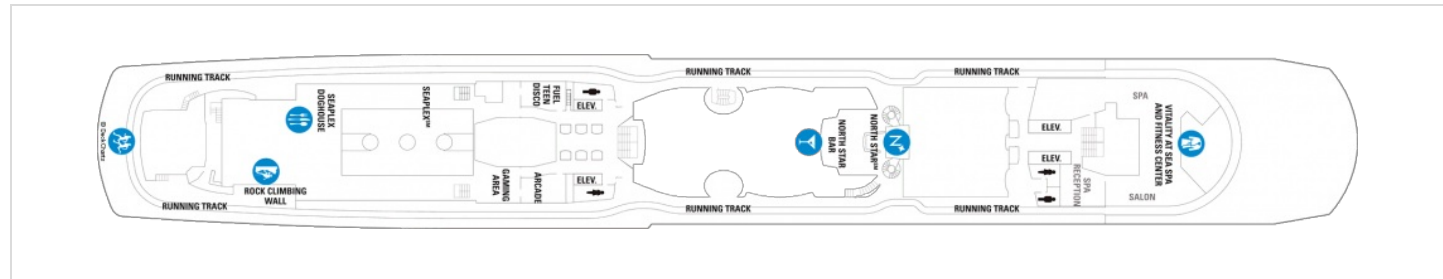 © DeckChartz
RUNNING TRACK
RUNNING TRACK
SEAPLEX
DOGHOUSE
ROCK CLIMBING
WALL
SEAPLEX™
FUEL
TEEN
DISCO
ELEV.
GAMING
AREA
ARCADE
ELEV.
RUNNING TRACK
RUNNING TRACK
NORTH STAR
BAR
NORTH STAR™
N
RUNNING TRACK
RUNNING TRACK
ELEV.
ELEV.
SPA
RECEPTION
SPA
SALON
VITALITY AT SEA SPA
AND FITNESS CENTER